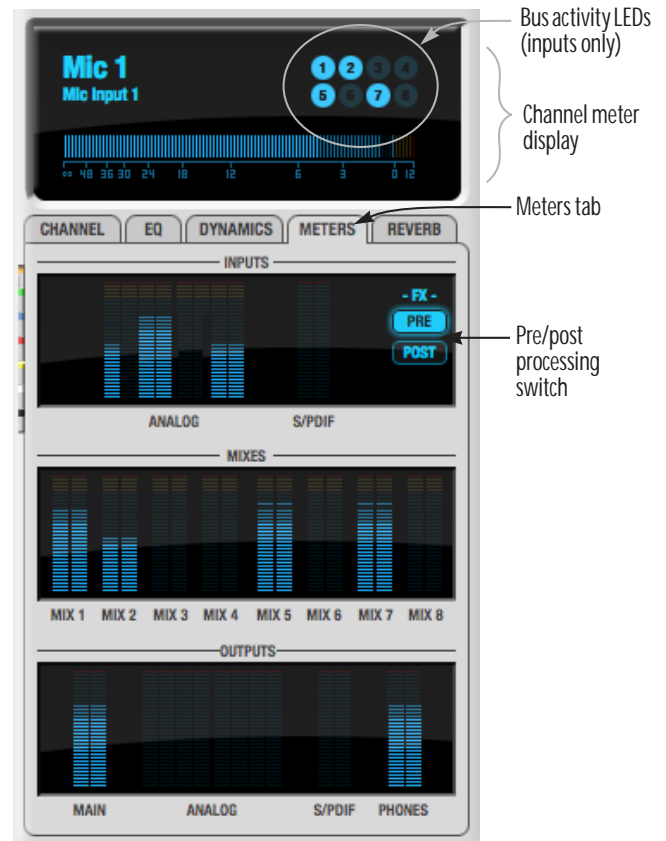 Bus activity LEDs
(inputs only)
Mic 1
Mic Input 1
1 2 3 4
5 6 7 8
Channel meter
display
∞ 48 36 30 24 18 12 6 3 0 12
Meters tab
CHANNEL EQ DYNAMICS METERS REVERB
INPUTS
- FX -
PRE
POST
Pre/post
processing
switch
ANALOG S/PDIF
MIXES
MIX 1 MIX 2 MIX 3 MIX 4 MIX 5 MIX 6 MIX 7 MIX 8
OUTPUTS
MAIN ANALOG S/PDIF PHONES